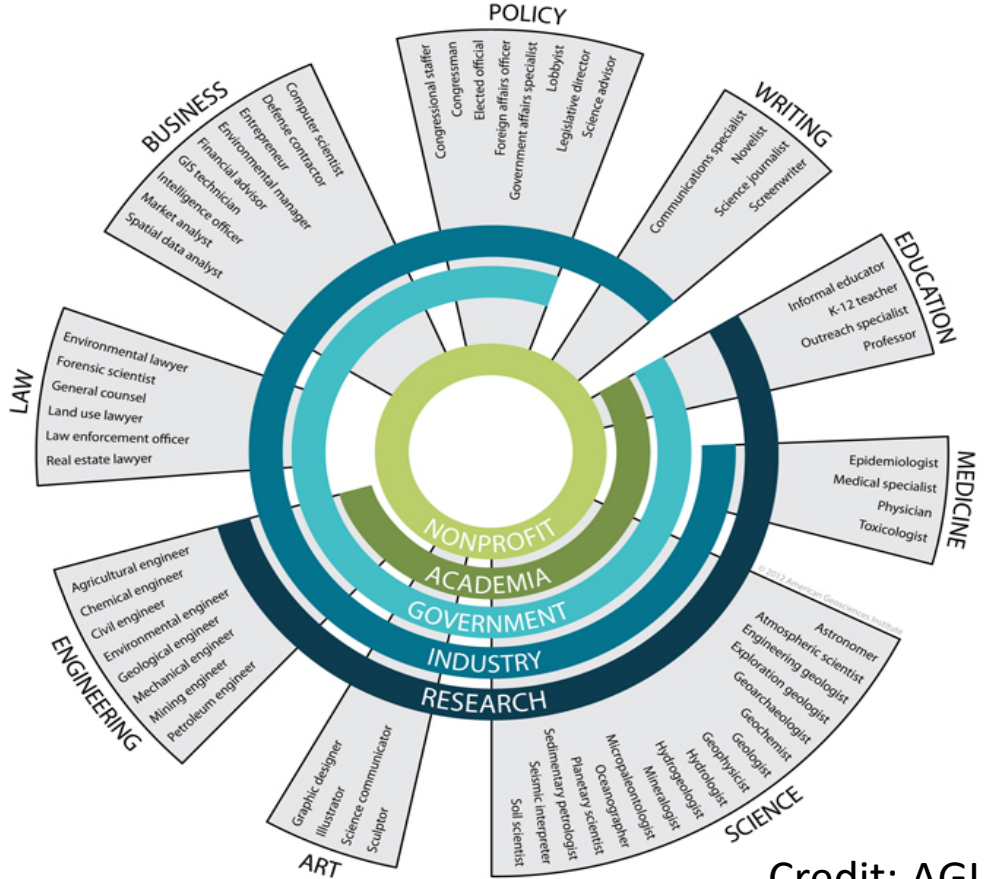 POLICY
Congressional staffer
Congressman
Elected official
Foreign affairs officer
Government affairs specialist
Lobbyist
Legislative director
Science advisor
WRITING
Communications specialist
Novelist
Science journalist
Screenwriter
EDUCATION
Informal educator
K-12 teacher
Outreach specialist
Professor
MEDICINE
Epidemiologist
Medical specialist
Physician
Toxicologist
© 2012 American Geosciences Institute
SCIENCE
Astronomer
Atmospheric scientist
Engineering geologist
Exploration geologist
Geoarchaeologist
Geochemist
Geologist
Geophysicist
Hydrologist
Hydrogeologist
Mineralogist
Micropaleontologist
Oceanographer
Planetary scientist
Sedimentary petrologist
Seismic interpreter
Soil scientist
ART
Graphic designer
Illustrator
Science communicator
Sculptor
ENGINEERING
Agricultural engineer
Chemical engineer
Civil engineer
Environmental engineer
Geological engineer
Mechanical engineer
Mining engineer
Petroleum engineer
LAW
Environmental lawyer
Forensic scientist
General counsel
Land use lawyer
Law enforcement officer
Real estate lawyer
BUSINESS
Computer scientist
Defense contractor
Entrepreneur
Environmental manager
Financial advisor
GIS technician
Intelligence officer
Market analyst
Spatial data analyst
NONPROFIT
ACADEMIA
GOVERNMENT
INDUSTRY
RESEARCH
Credit: AGI